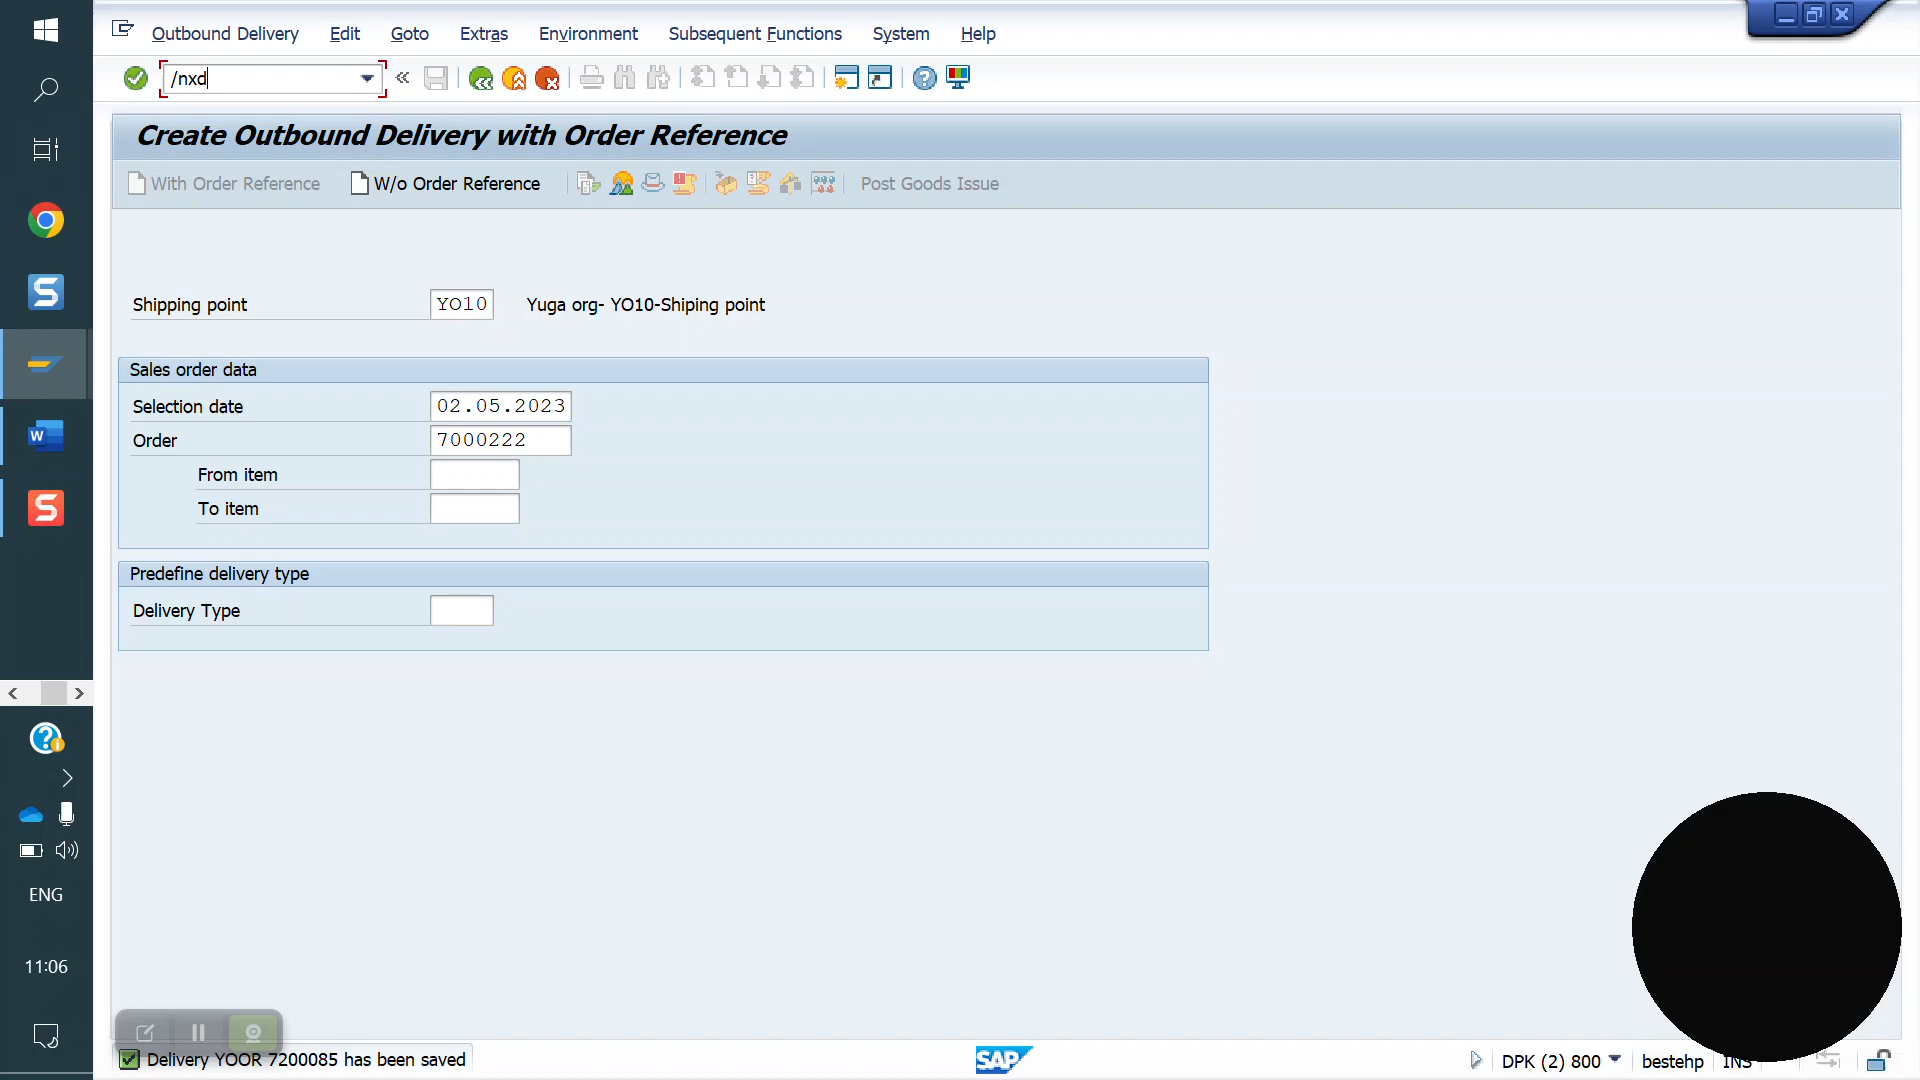 Outbound Delivery Edit Goto Extras Environment Subsequent Functions System Help
/nxd
Create Outbound Delivery with Order Reference
With Order Reference W/o Order Reference Post Goods Issue
Shipping point YO10 Yuga org- YO10-Shiping point
Sales order data
Selection date 02.05.2023
Order 7000222
From item
To item
Predefine delivery type
Delivery Type
ENG
11:06
Delivery YOOR 7200085 has been saved
SAP
DPK (2) 800 bestehp INS